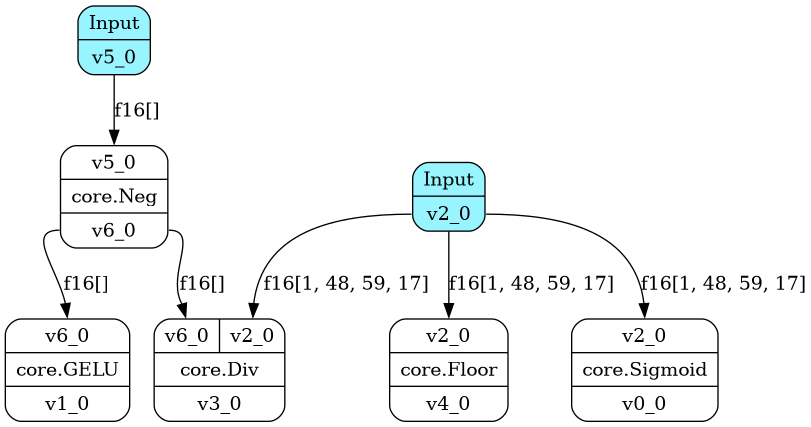 Input
v5_0
f16[]
v5_0
core.Neg
v6_0
Input
v2_0
f16[]
f16[]
f16[1, 48, 59, 17]
f16[1, 48, 59, 17]
f16[1, 48, 59, 17]
v6_0
core.GELU
v1_0
v6_0 v2_0
core.Div
v3_0
v2_0
core.Floor
v4_0
v2_0
core.Sigmoid
v0_0